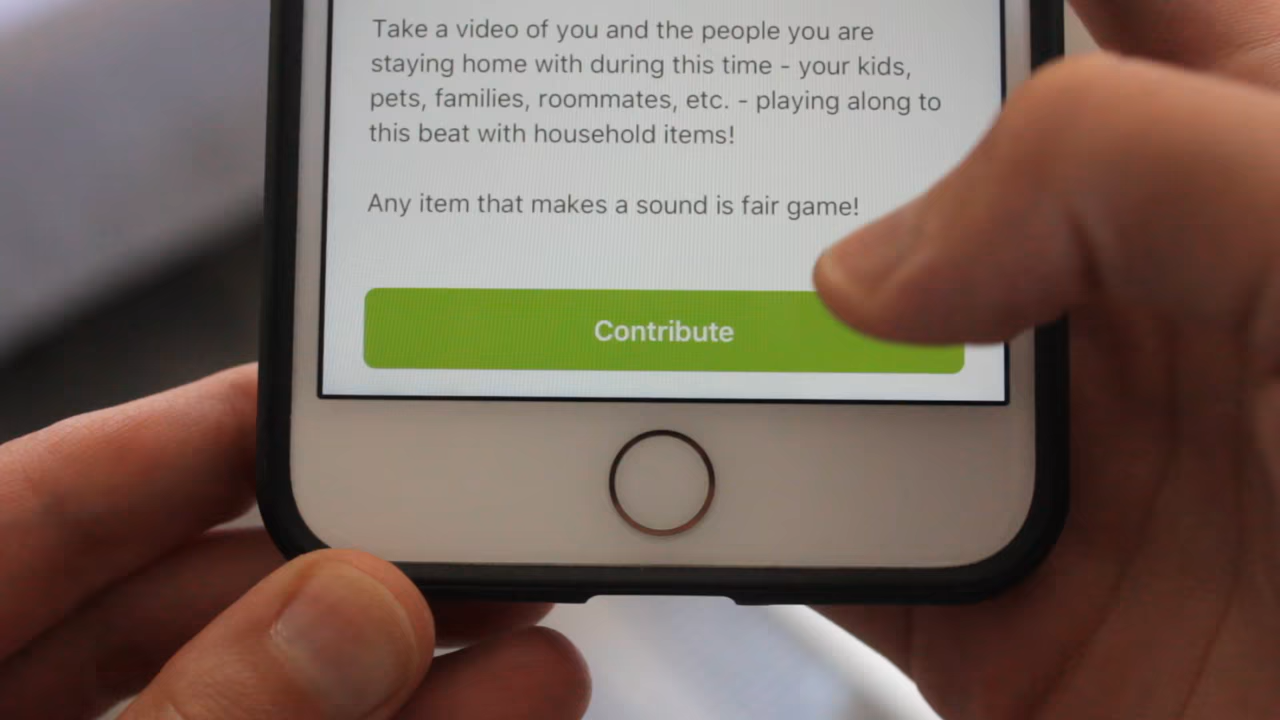 Take a video of you and the people you are
staying home with during this time - your kids,
pets, families, roommates, etc. - playing along to
this beat with household items!
Any item that makes a sound is fair game!
Contribute